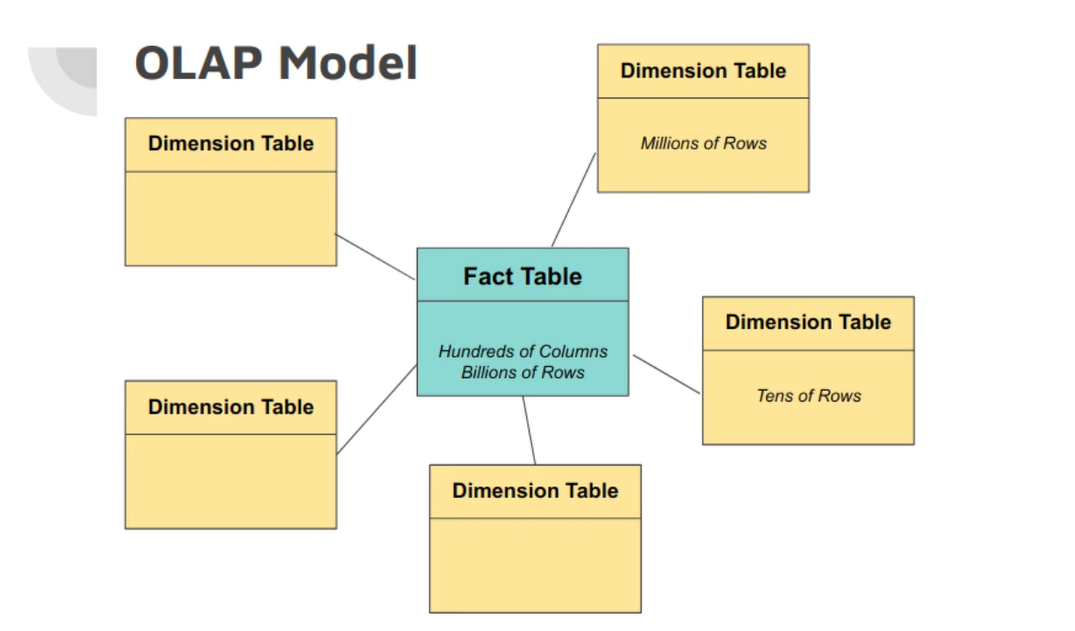 OLAP Model
Dimension Table
Millions of Rows
Dimension Table
Fact Table
Hundreds of Columns
Billions of Rows
Dimension Table
Tens of Rows
Dimension Table
Dimension Table